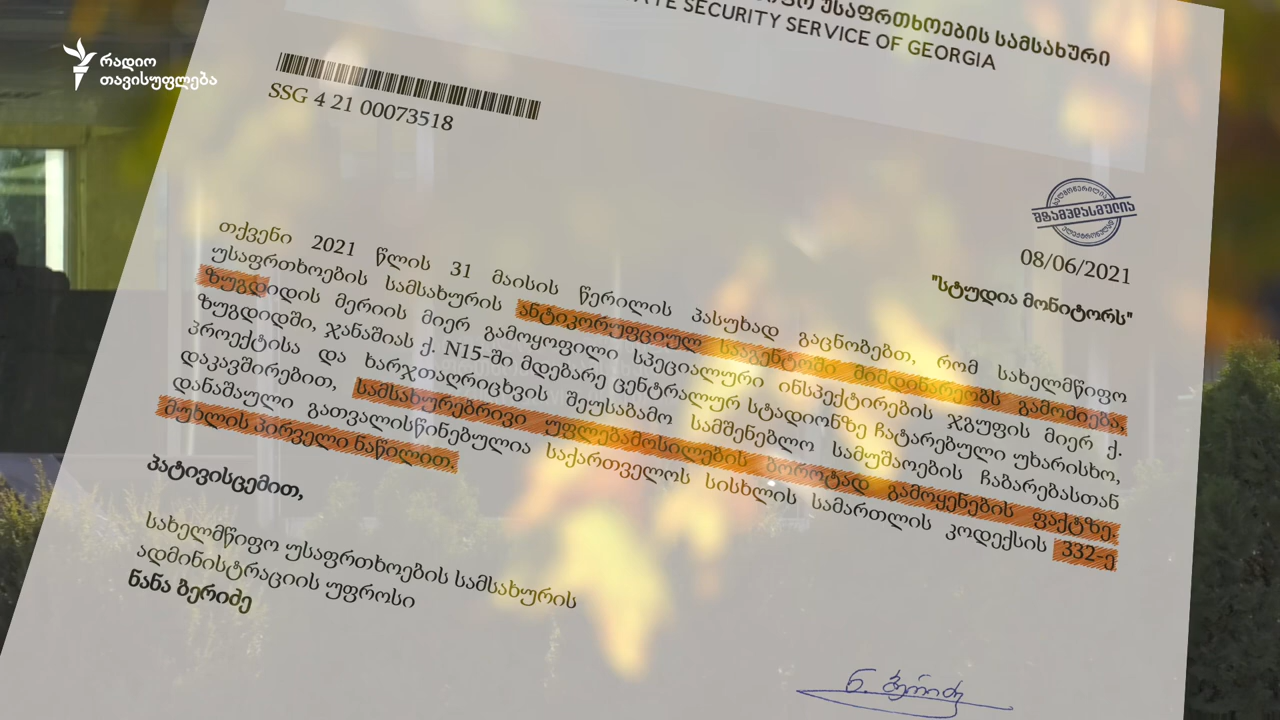 რადიო
თავისუფლება
უსაფრთხოების სამსახური
SECURITY SERVICE OF GEORGIA
SSG 4 21 00073518
შტამპდასმულია
08/06/2021
"სტუდია მონიტორს"
თქვენი 2021 წლის 31 მაისის წერილის პასუხად გაცნობებთ, რომ სახელმწიფო
უსაფრთხოების სამსახურის ანტიკორუფციულ სააგენტოში მიმდინარეობს გამოძიება,
ზუგდიდის მერიის მიერ გამოყოფილი სპეციალური ინსპექტირების ჯგუფის მიერ ქ.
ზუგდიდში, ჯანაშიას ქ. N15-ში მდებარე ცენტრალურ სტადიონზე ჩატარებული უხარისხო,
პროექტისა და ხარჯთაღრიცხვის შეუსაბამო სამშენებლო სამუშაოების ჩაბარებასთან
დაკავშირებით, სამსახურებრივი უფლებამოსილების ბოროტად გამოყენების ფაქტზე.
დანაშაული გათვალისწინებულია საქართველოს სისხლის სამართლის კოდექსის 332-ე
მუხლის პირველი ნაწილით.
პატივისცემით,
სახელმწიფო უსაფრთხოების სამსახურის
ადმინისტრაციის უფროსი
ნანა ბერიძე
ნ. ბერიძე